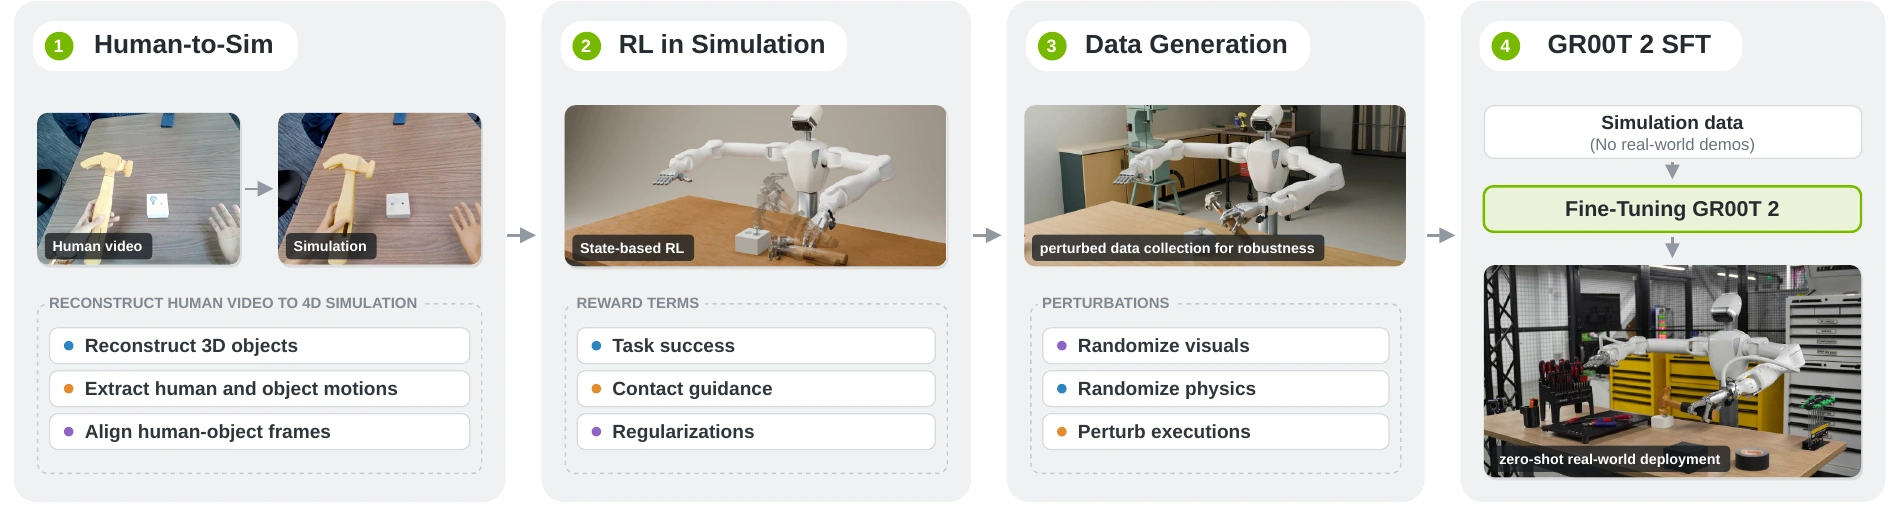 1 Human-to-Sim
Human video
Simulation
RECONSTRUCT HUMAN VIDEO TO 4D SIMULATION
Reconstruct 3D objects
Extract human and object motions
Align human-object frames
2 RL in Simulation
State-based RL
REWARD TERMS
Task success
Contact guidance
Regularizations
3 Data Generation
perturbed data collection for robustness
PERTURBATIONS
Randomize visuals
Randomize physics
Perturb executions
4 GR00T 2 SFT
Simulation data
(No real-world demos)
Fine-Tuning GR00T 2
zero-shot real-world deployment